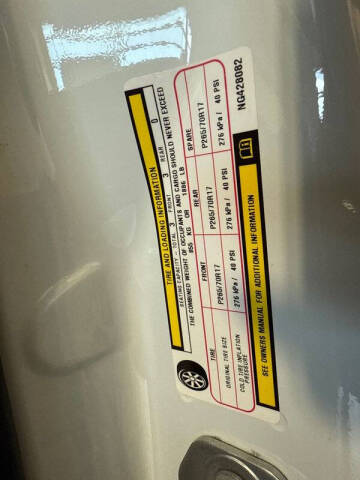 TIRE AND LOADING INFORMATION
SEATING CAPACITY - TOTAL 3 FRONT 3 REAR 0
THE COMBINED WEIGHT OF OCCUPANTS AND CARGO SHOULD NEVER EXCEED
855 KG OR 1886 LB
TIRE FRONT REAR SPARE
ORIGINAL TIRE SIZE P265/70R17 P265/70R17 P265/70R17
COLD TIRE INFLATION PRESSURE 276 kPa / 40 PSI 276 kPa / 40 PSI 276 kPa / 40 PSI
SEE OWNERS MANUAL FOR ADDITIONAL INFORMATION
NG428082